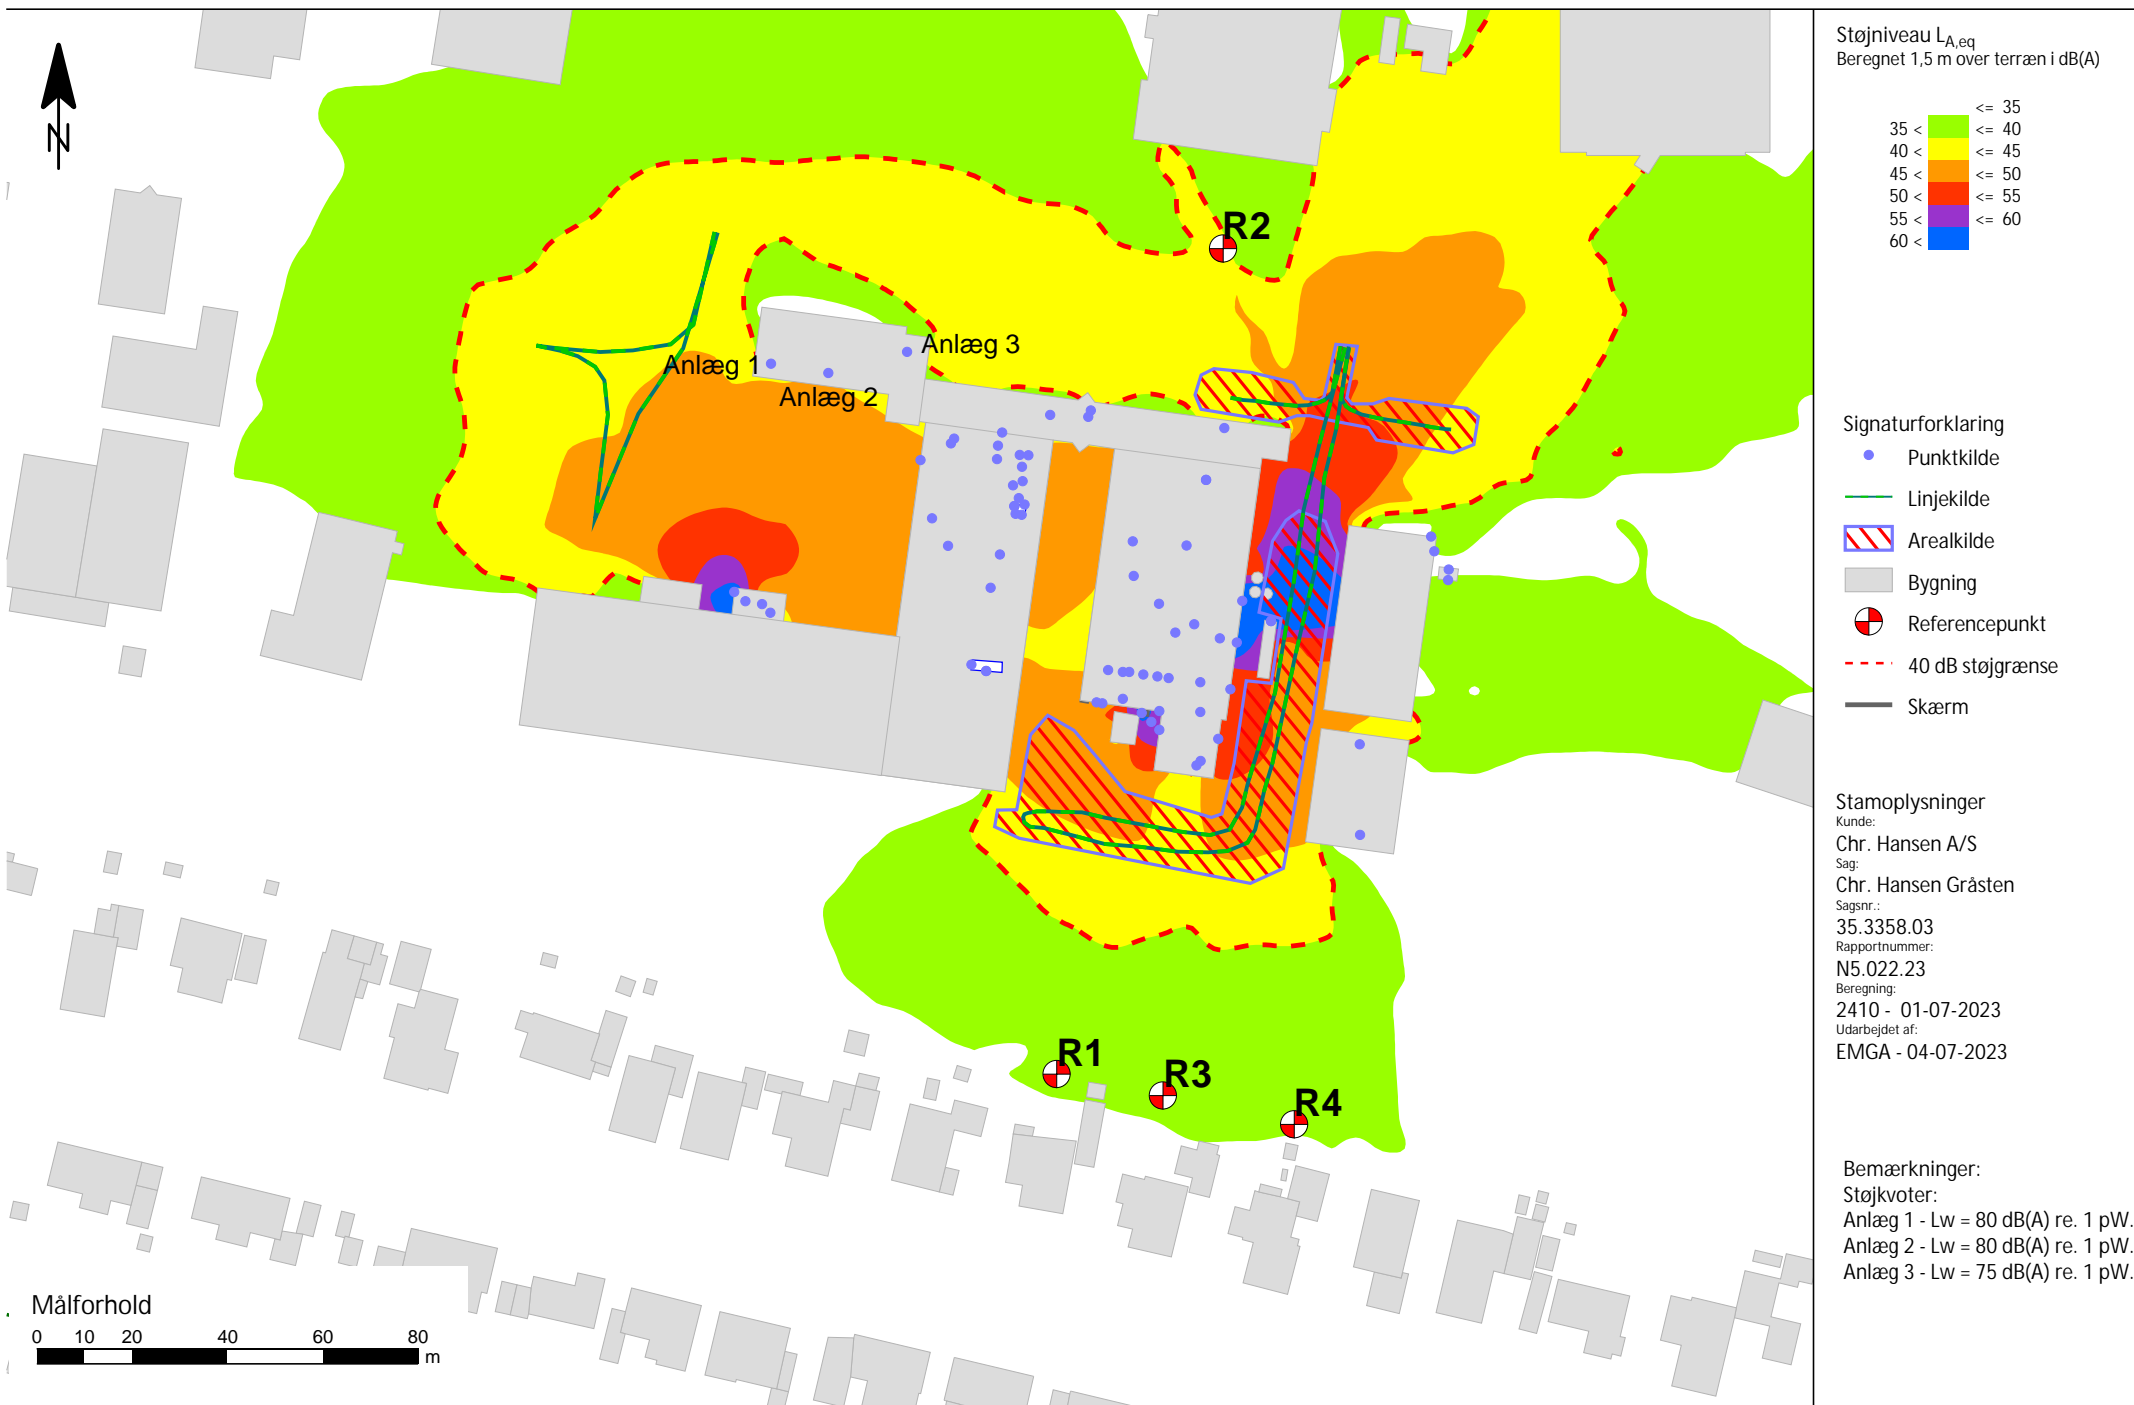 N
R2
Anlæg 3
Anlæg 1
Anlæg 2
R1
R3
R4
Målforhold
0 10 20 40 60 80
m
Støjniveau LA,eq
Beregnet 1,5 m over terræn i dB(A)
<= 35
35 < <= 40
40 < <= 45
45 < <= 50
50 < <= 55
55 < <= 60
60 <
Signaturforklaring
Punktkilde
Linjekilde
Arealkilde
Bygning
Referencepunkt
40 dB støjgrænse
Skærm
Stamoplysninger
Kunde:
Chr. Hansen A/S
Sag:
Chr. Hansen Gråsten
Sagsnr.:
35.3358.03
Rapportnummer:
N5.022.23
Beregning:
2410 - 01-07-2023
Udarbejdet af:
EMGA - 04-07-2023
Bemærkninger:
Støjkvoter:
Anlæg 1 - Lw = 80 dB(A) re. 1 pW.
Anlæg 2 - Lw = 80 dB(A) re. 1 pW.
Anlæg 3 - Lw = 75 dB(A) re. 1 pW.